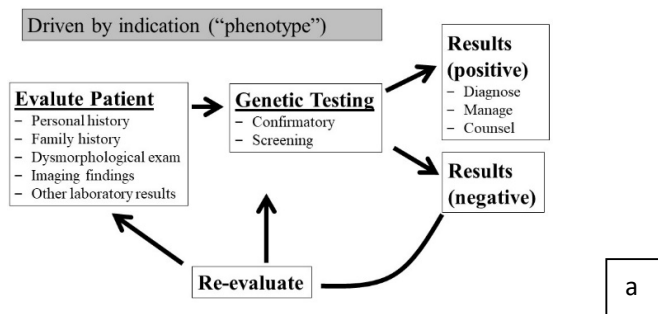 Driven by indication (“phenotype”)
Evalute Patient
– Personal history
– Family history
– Dysmorphological exam
– Imaging findings
– Other laboratory results
Genetic Testing
– Confirmatory
– Screening
Results
(positive)
– Diagnose
– Manage
– Counsel
Results
(negative)
Re-evaluate
a